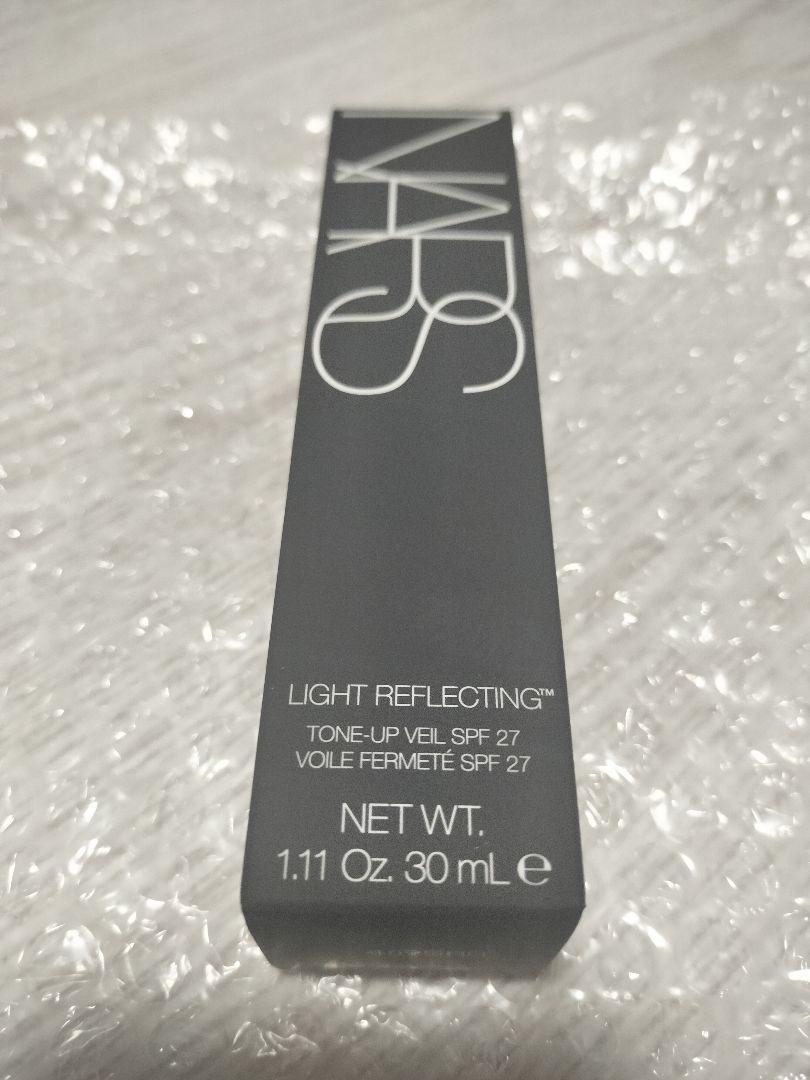 NARS
LIGHT REFLECTING™
TONE-UP VEIL SPF 27
VOILE FERMETÉ SPF 27
NET WT.
1.11 Oz. 30 mL ℮